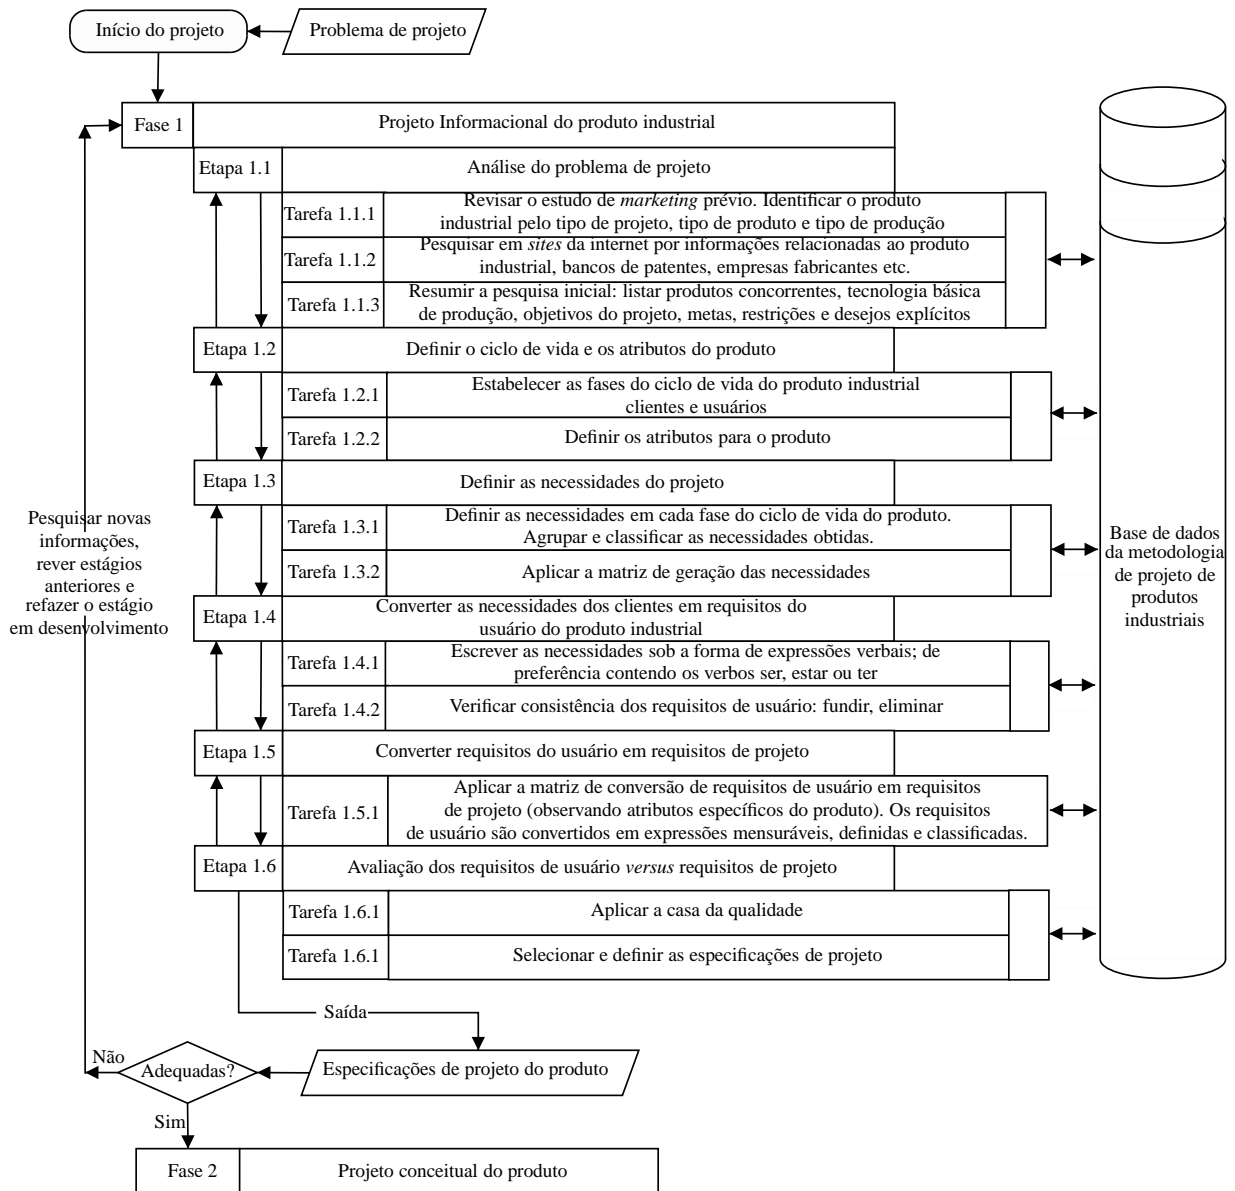 Início do projeto
Problema de projeto
Fase 1
Projeto Informacional do produto industrial
Etapa 1.1
Análise do problema de projeto
Tarefa 1.1.1
Revisar o estudo de marketing prévio. Identificar o produto
industrial pelo tipo de projeto, tipo de produto e tipo de produção
Tarefa 1.1.2
Pesquisar em sites da internet por informações relacionadas ao produto
industrial, bancos de patentes, empresas fabricantes etc.
Tarefa 1.1.3
Resumir a pesquisa inicial: listar produtos concorrentes, tecnologia básica
de produção, objetivos do projeto, metas, restrições e desejos explícitos
Etapa 1.2
Definir o ciclo de vida e os atributos do produto
Tarefa 1.2.1
Estabelecer as fases do ciclo de vida do produto industrial
clientes e usuários
Tarefa 1.2.2
Definir os atributos para o produto
Etapa 1.3
Definir as necessidades do projeto
Tarefa 1.3.1
Definir as necessidades em cada fase do ciclo de vida do produto.
Agrupar e classificar as necessidades obtidas.
Tarefa 1.3.2
Aplicar a matriz de geração das necessidades
Etapa 1.4
Converter as necessidades dos clientes em requisitos do
usuário do produto industrial
Tarefa 1.4.1
Escrever as necessidades sob a forma de expressões verbais; de
preferência contendo os verbos ser, estar ou ter
Tarefa 1.4.2
Verificar consistência dos requisitos de usuário: fundir, eliminar
Etapa 1.5
Converter requisitos do usuário em requisitos de projeto
Tarefa 1.5.1
Aplicar a matriz de conversão de requisitos de usuário em requisitos
de projeto (observando atributos específicos do produto). Os requisitos
de usuário são convertidos em expressões mensuráveis, definidas e classificadas.
Etapa 1.6
Avaliação dos requisitos de usuário versus requisitos de projeto
Tarefa 1.6.1
Aplicar a casa da qualidade
Tarefa 1.6.1
Selecionar e definir as especificações de projeto
Pesquisar novas
informações,
rever estágios
anteriores e
refazer o estágio
em desenvolvimento
Base de dados
da metodologia
de projeto de
produtos
industriais
Saída
Não
Adequadas?
Especificações de projeto do produto
Sim
Fase 2
Projeto conceitual do produto